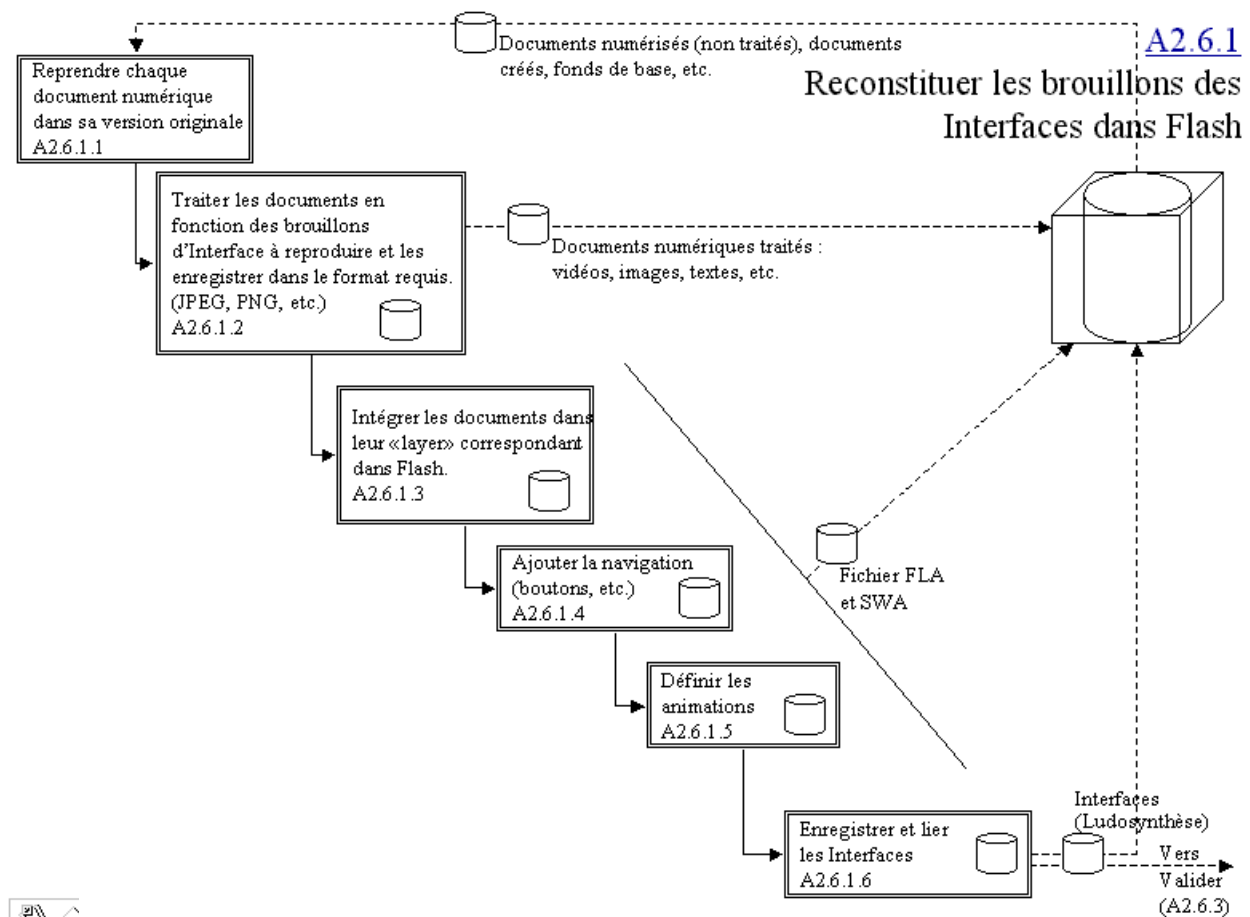 A2.6.1
Reconstituer les brouillons des
Interfaces dans Flash
Documents numérisés (non traités), documents
créés, fonds de base, etc.
Reprendre chaque
document numérique
dans sa version originale
A2.6.1.1
Traiter les documents en
fonction des brouillons
d'Interface à reproduire et les
enregistrer dans le format requis.
(JPEG, PNG, etc.)
A2.6.1.2
Documents numériques traités :
vidéos, images, textes, etc.
Intégrer les documents dans
leur «layer» correspondant
dans Flash.
A2.6.1.3
Ajouter la navigation
(boutons, etc.)
A2.6.1.4
Fichier FLA
et SWA
Définir les
animations
A2.6.1.5
Enregistrer et lier
les Interfaces
A2.6.1.6
Interfaces
(Ludosynthèse)
Vers
Valider
(A2.6.3)